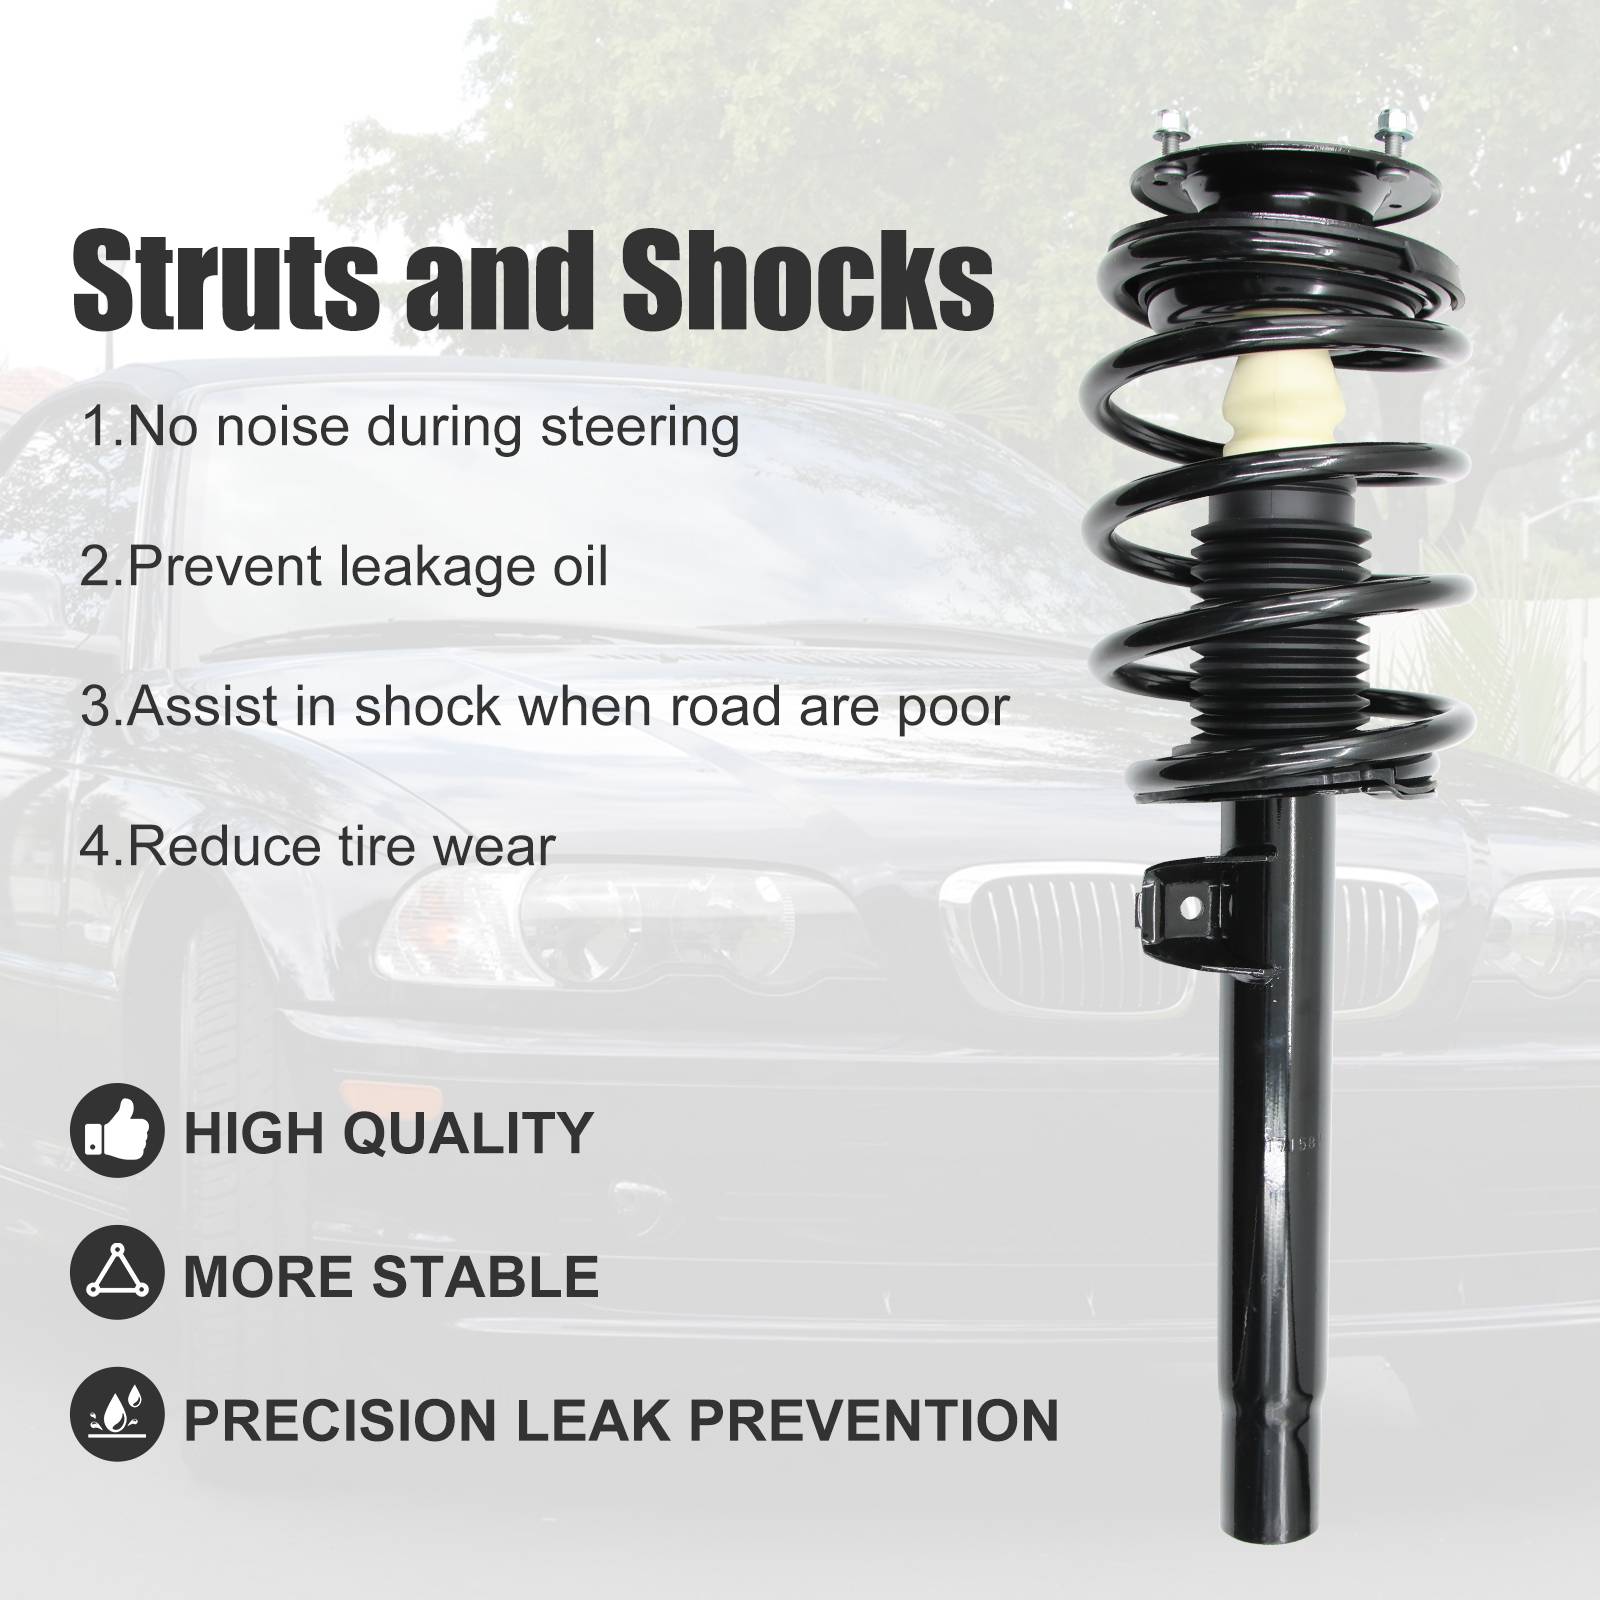 Struts and Shocks
1.No noise during steering
2.Prevent leakage oil
3.Assist in shock when road are poor
4.Reduce tire wear
HIGH QUALITY
MORE STABLE
PRECISION LEAK PREVENTION